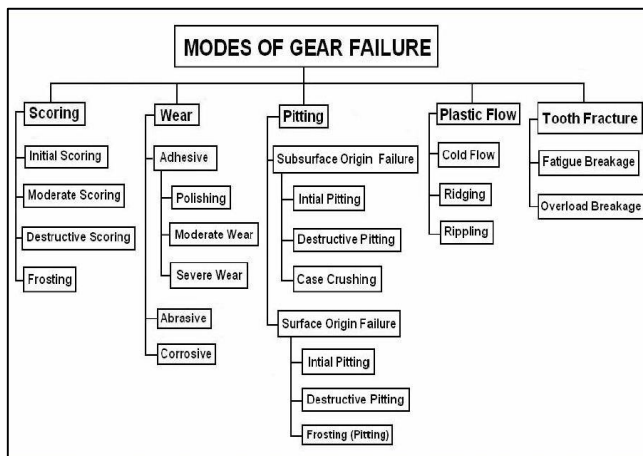 MODES OF GEAR FAILURE
Scoring
Initial Scoring
Moderate Scoring
Destructive Scoring
Frosting
Wear
Adhesive
Polishing
Moderate Wear
Severe Wear
Abrasive
Corrosive
Pitting
Subsurface Origin Failure
Intial Pitting
Destructive Pitting
Case Crushing
Surface Origin Failure
Intial Pitting
Destructive Pitting
Frosting (Pitting)
Plastic Flow
Cold Flow
Ridging
Rippling
Tooth Fracture
Fatigue Breakage
Overload Breakage